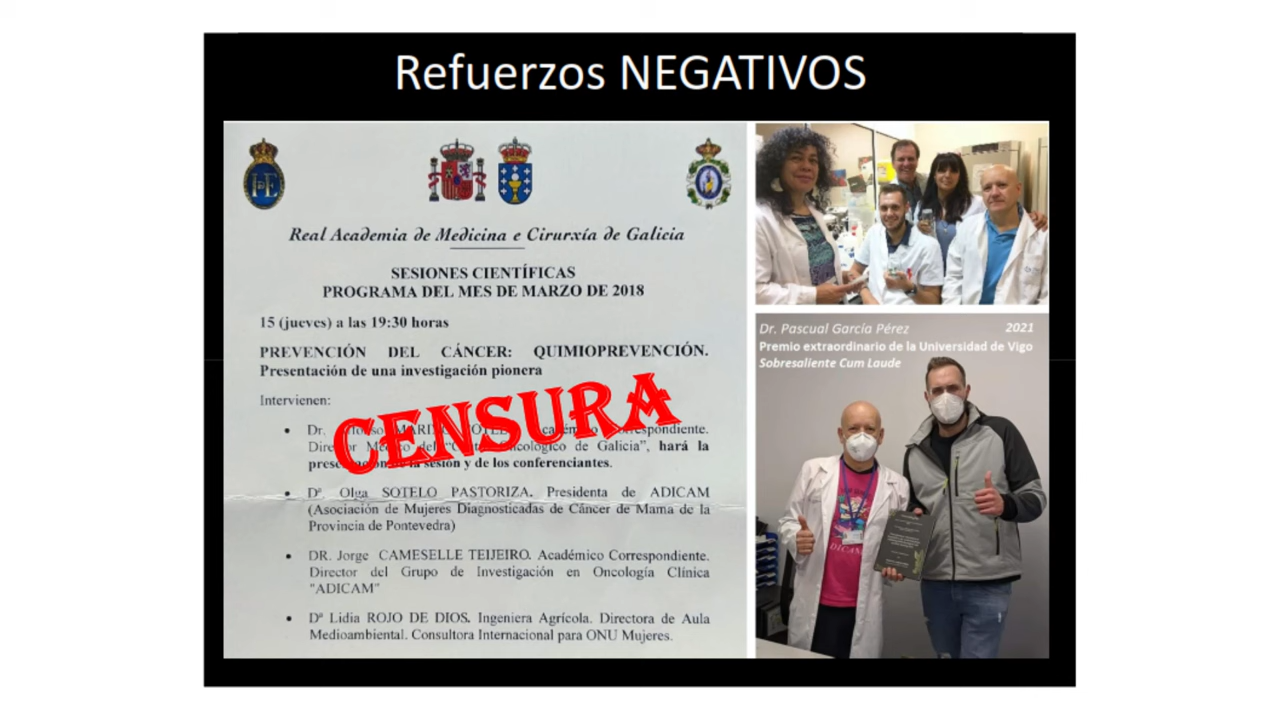 Refuerzos NEGATIVOS
Real Academia de Medicina e Cirurxía de Galicia
SESIONES CIENTÍFICAS
PROGRAMA DEL MES DE MARZO DE 2018
15 (jueves) a las 19:30 horas
PREVENCIÓN DEL CÁNCER: QUIMIOPREVENCIÓN.
Presentación de una investigación pionera
Intervienen:
CENSURA
• Dr. Académico Correspondiente.
Director Médico del "Centro Oncológico de Galicia", hará la
presentación de la sesión y de los conferenciantes.
• Dª Olga SOTELO PASTORIZA. Presidenta de ADICAM
(Asociación de Mujeres Diagnosticadas de Cáncer de Mama de la
Provincia de Pontevedra)
• DR. Jorge CAMESELLE TEIJEIRO. Académico Correspondiente.
Director del Grupo de Investigación en Oncología Clínica
"ADICAM"
• Dª Lidia ROJO DE DIOS. Ingeniera Agrícola. Directora de Aula
Medioambiental. Consultora Internacional para ONU Mujeres.
Dr. Pascual García Pérez 2021
Premio extraordinario de la Universidad de Vigo
Sobresaliente Cum Laude